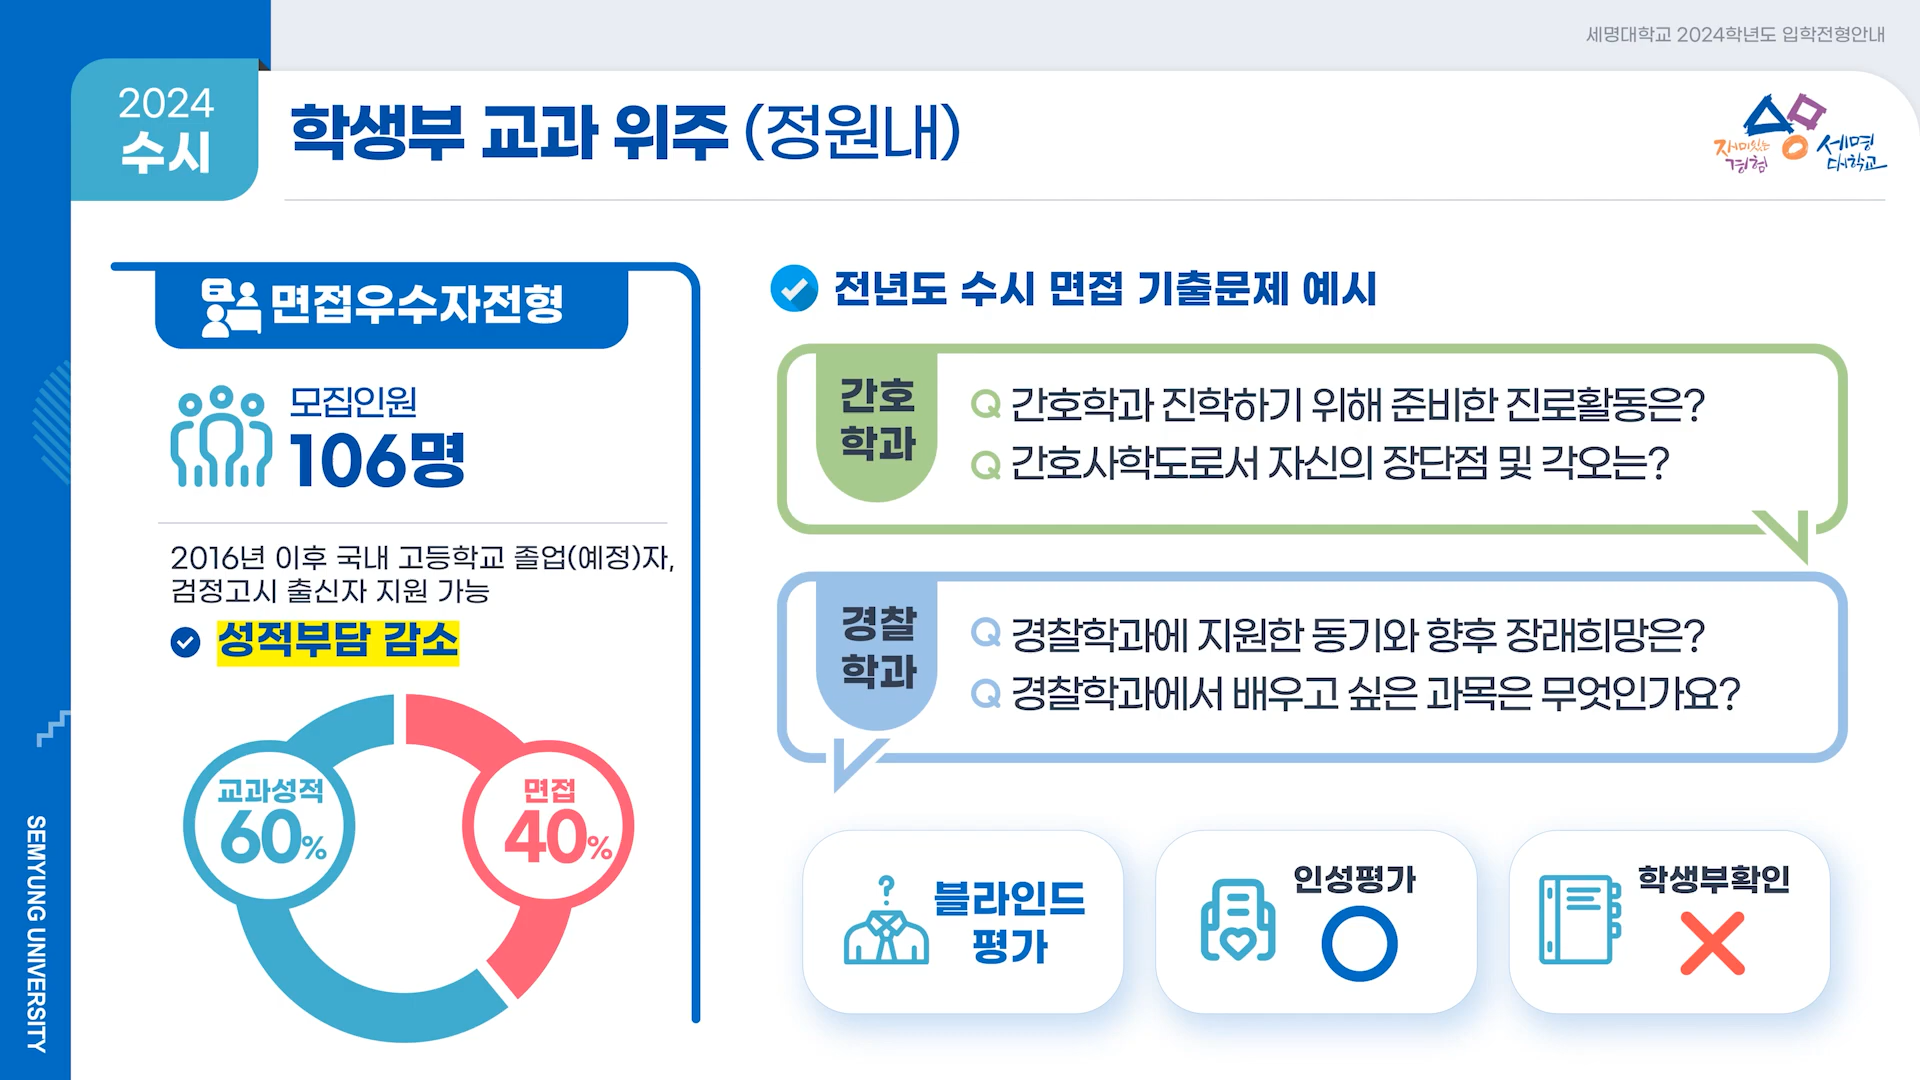 세명대학교 2024학년도 입학전형안내
2024
수시
학생부 교과 위주 (정원내)
재미있는
경험
세명
대학교
면접우수자전형
모집인원
106명
2016년 이후 국내 고등학교 졸업(예정)자,
검정고시 출신자 지원 가능
성적부담 감소
교과성적
60%
면접
40%
전년도 수시 면접 기출문제 예시
간호
학과
Q 간호학과 진학하기 위해 준비한 진로활동은?
Q 간호사학도로서 자신의 장단점 및 각오는?
경찰
학과
Q 경찰학과에 지원한 동기와 향후 장래희망은?
Q 경찰학과에서 배우고 싶은 과목은 무엇인가요?
?
블라인드
평가
인성평가
학생부확인
SEMYUNG UNIVERSITY